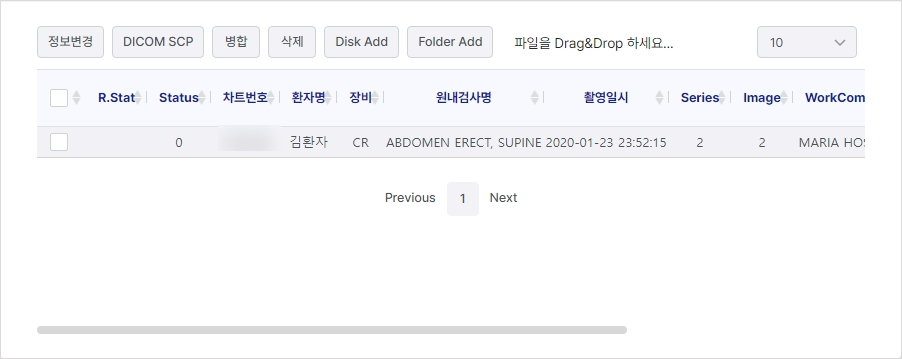 정보변경 DICOM SCP 병합 삭제 Disk Add Folder Add 파일을 Drag&Drop 하세요... 10
R.Stat Status 차트번호 환자명 장비 원내검사명 촬영일시 Series Image WorkCom
0 김환자 CR ABDOMEN ERECT, SUPINE 2020-01-23 23:52:15 2 2 MARIA HOS
Previous 1 Next